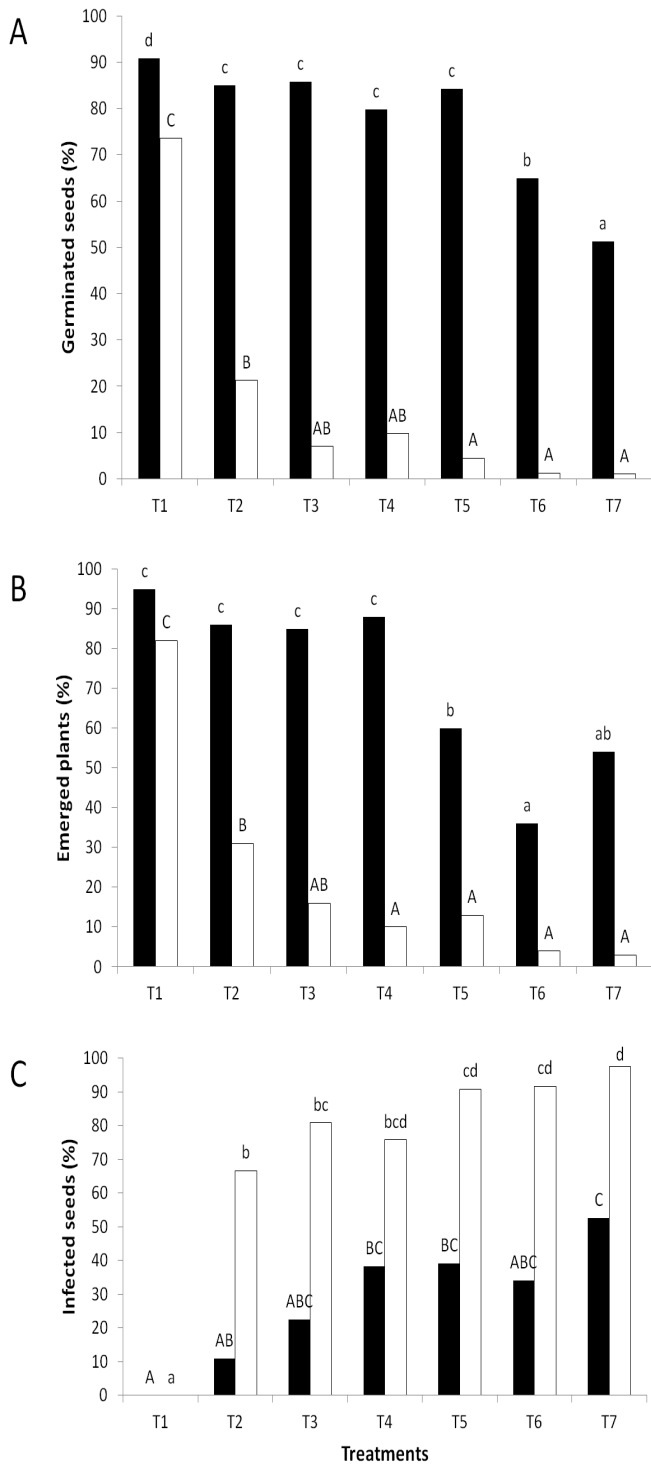 A
Germinated seeds (%)
100
90
80
70
60
50
40
30
20
10
0
d
C
c
B
c
AB
c
AB
c
A
b
A
a
A
T1 T2 T3 T4 T5 T6 T7
B
Emerged plants (%)
100
90
80
70
60
50
40
30
20
10
0
c
C
c
B
c
AB
c
A
b
A
a
A
ab
A
T1 T2 T3 T4 T5 T6 T7
C
Infected seeds (%)
100
90
80
70
60
50
40
30
20
10
0
A a
AB
b
ABC
bc
BC
bcd
BC
cd
ABC
cd
C
d
T1 T2 T3 T4 T5 T6 T7
Treatments